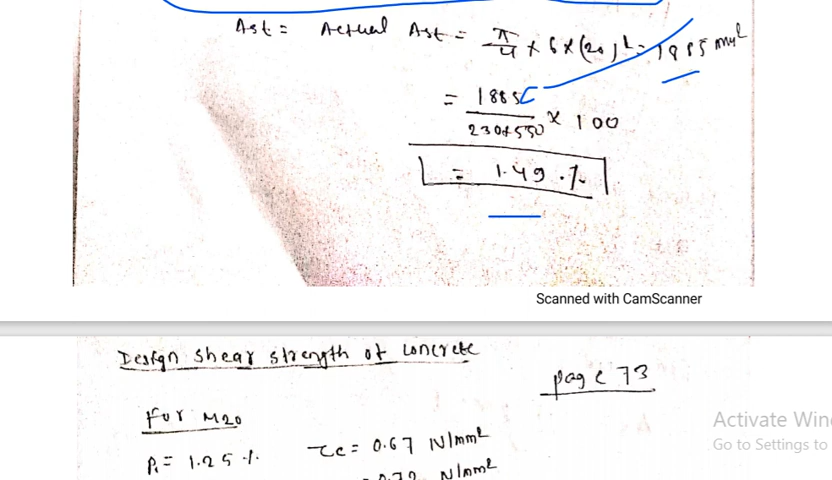 Ast = Actual Ast = π/4 × 6 × (20)² = 1885 mm²
= 1885 / 230×550 × 100
= 1.49 %
Scanned with CamScanner
Design shear strength of concrete
page 73
For M20
Pt = 1.25 %. τc = 0.67 N/mm²
N/mm²
Activate Win
Go to Settings to